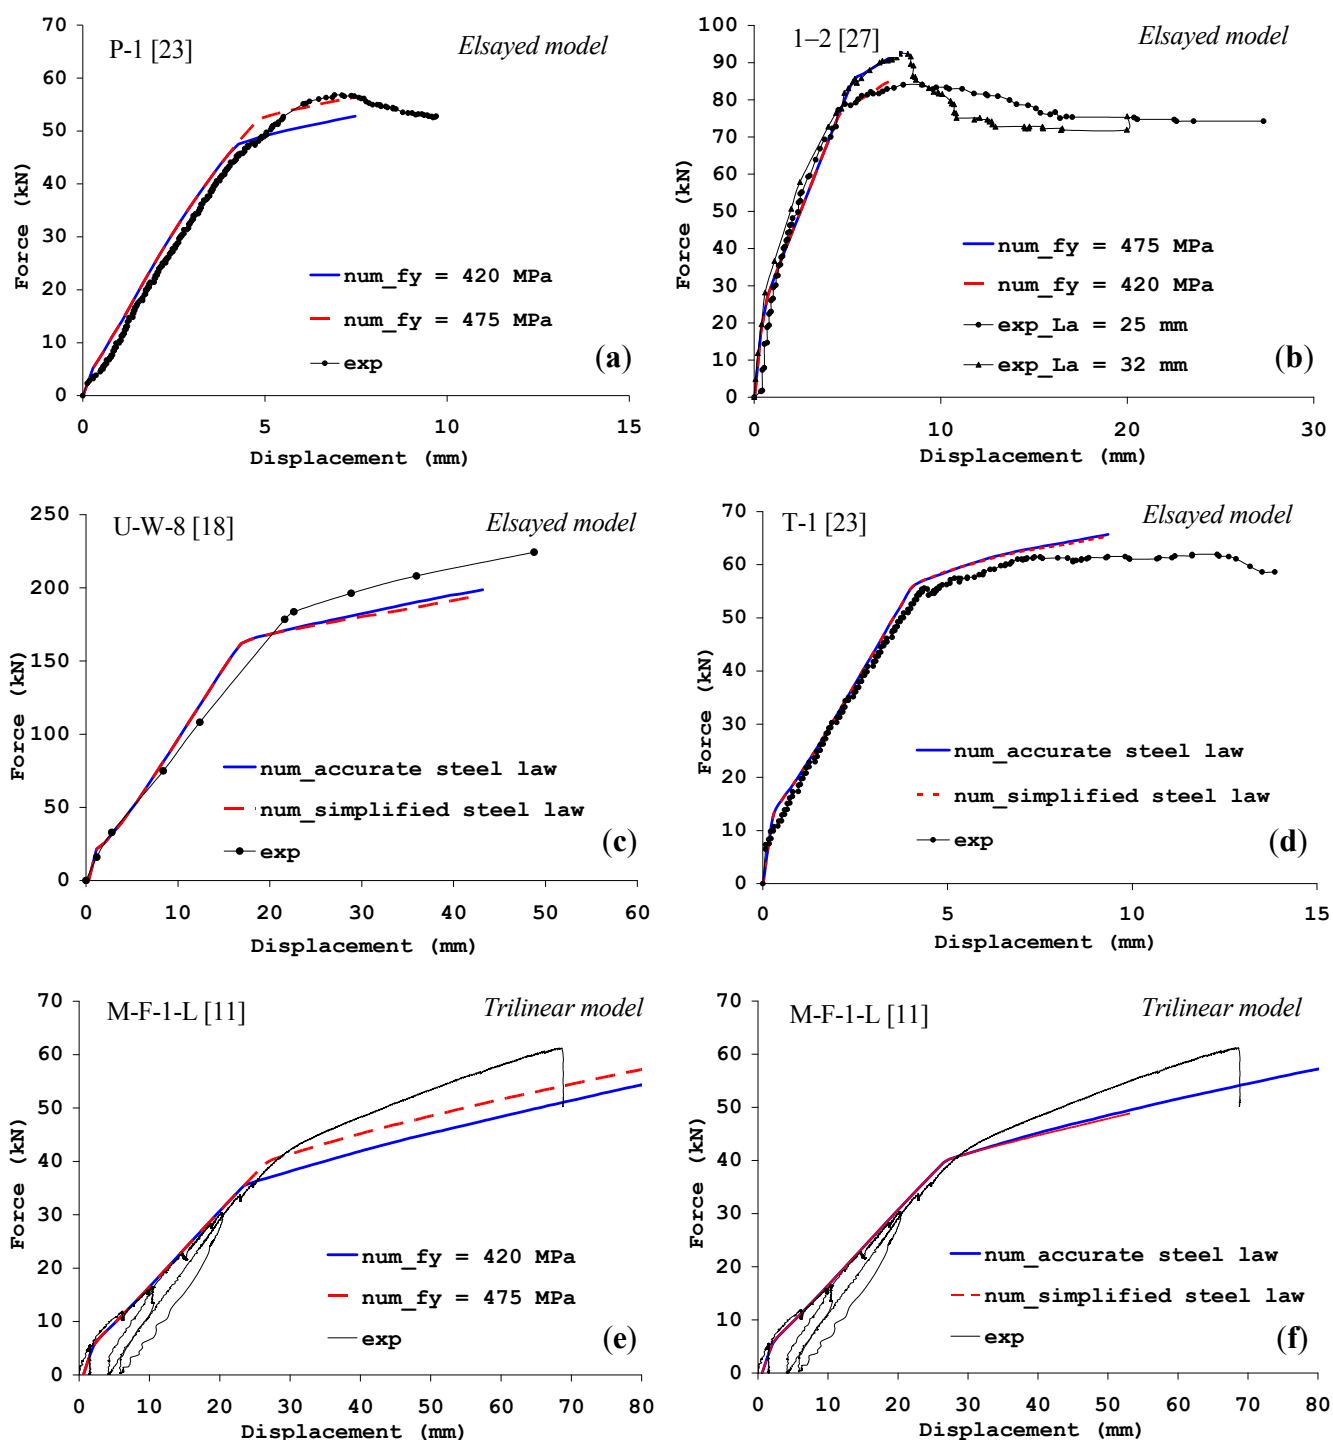 P-1 [23]
Elsayed model
70
60
50
40
30
20
10
0
Force (kN)
num_fy = 420 MPa
num_fy = 475 MPa
exp
(a)
0 5 10 15
Displacement (mm)
1–2 [27]
Elsayed model
100
90
80
70
60
50
40
30
20
10
0
Force (kN)
num_fy = 475 MPa
num_fy = 420 MPa
exp_La = 25 mm
exp_La = 32 mm
(b)
0 10 20 30
Displacement (mm)
U-W-8 [18]
Elsayed model
250
200
150
100
50
0
Force (kN)
num_accurate steel law
num_simplified steel law
exp
(c)
0 10 20 30 40 50 60
Displacement (mm)
T-1 [23]
Elsayed model
70
60
50
40
30
20
10
0
Force (kN)
num_accurate steel law
num_simplified steel law
exp
(d)
0 5 10 15
Displacement (mm)
M-F-1-L [11]
Trilinear model
70
60
50
40
30
20
10
0
Force (kN)
num_fy = 420 MPa
num_fy = 475 MPa
exp
(e)
0 10 20 30 40 50 60 70 80
Displacement (mm)
M-F-1-L [11]
Trilinear model
70
60
50
40
30
20
10
0
Force (kN)
num_accurate steel law
num_simplified steel law
exp
(f)
0 10 20 30 40 50 60 70 80
Displacement (mm)